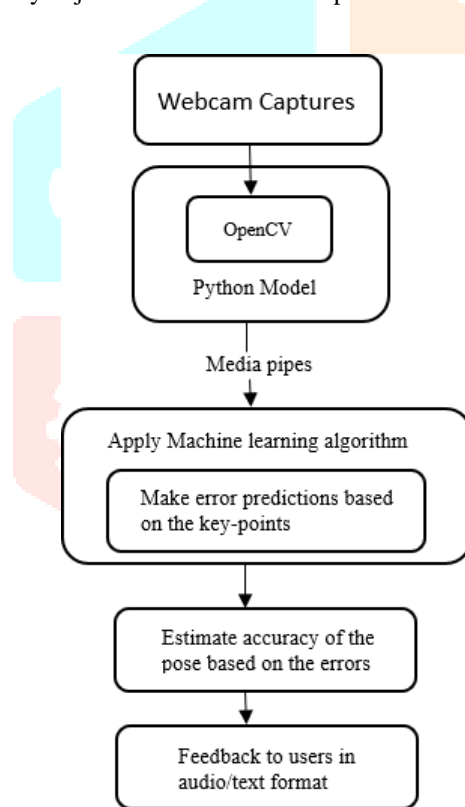 Webcam Captures
OpenCV
Python Model
Media pipes
Apply Machine learning algorithm
Make error predictions based
on the key-points
Estimate accuracy of the
pose based on the errors
Feedback to users in
audio/text format